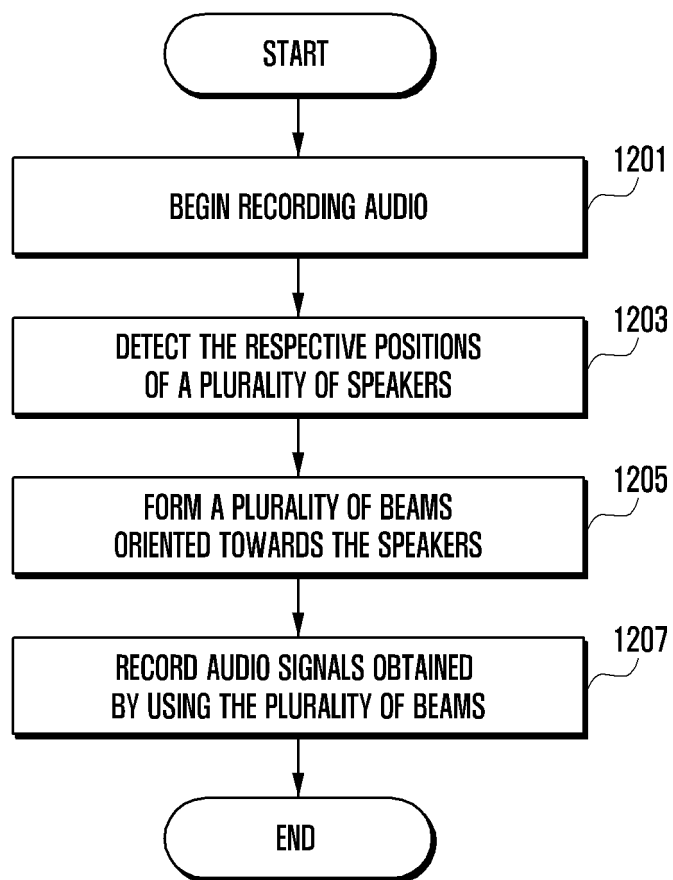 START
1201
BEGIN RECORDING AUDIO
1203
DETECT THE RESPECTIVE POSITIONS
OF A PLURALITY OF SPEAKERS
1205
FORM A PLURALITY OF BEAMS
ORIENTED TOWARDS THE SPEAKERS
1207
RECORD AUDIO SIGNALS OBTAINED
BY USING THE PLURALITY OF BEAMS
END